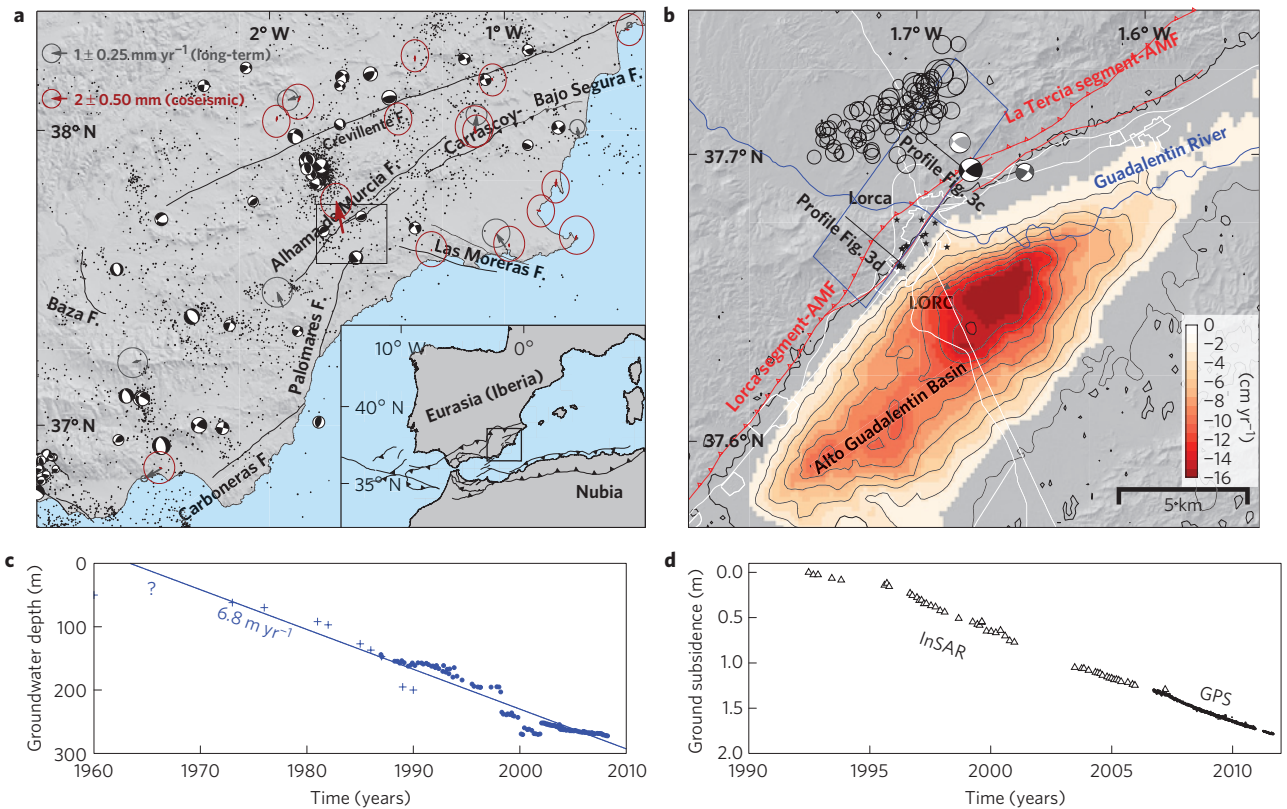 a
2° W
1° W
1 ± 0.25 mm yr⁻¹ (long-term)
2 ± 0.50 mm (coseismic)
38° N
Crevillente F.
Carrascoy
Bajo Segura F.
Alhama de Murcia F.
Las Moreras F.
Baza F.
Palomares F.
37° N
Carboneras F.
10° W
0°
40° N
Eurasia (Iberia)
35° N
Nubia
b
1.7° W
1.6° W
La Tercia segment-AMF
37.7° N
Guadalentin River
Profile Fig. 3c
Lorca
Profile Fig. 3d
LORC
Lorca segment-AMF
37.6° N
Alto Guadalentin Basin
0
−2
−4
−6
−8
−10
−12
−14
−16
(cm yr⁻¹)
5 km
c
Groundwater depth (m)
0
100
200
300
?
6.8 m yr⁻¹
1960
1970
1980
1990
2000
2010
Time (years)
d
Ground subsidence (m)
0.0
0.5
1.0
1.5
2.0
InSAR
GPS
1990
1995
2000
2005
2010
Time (years)